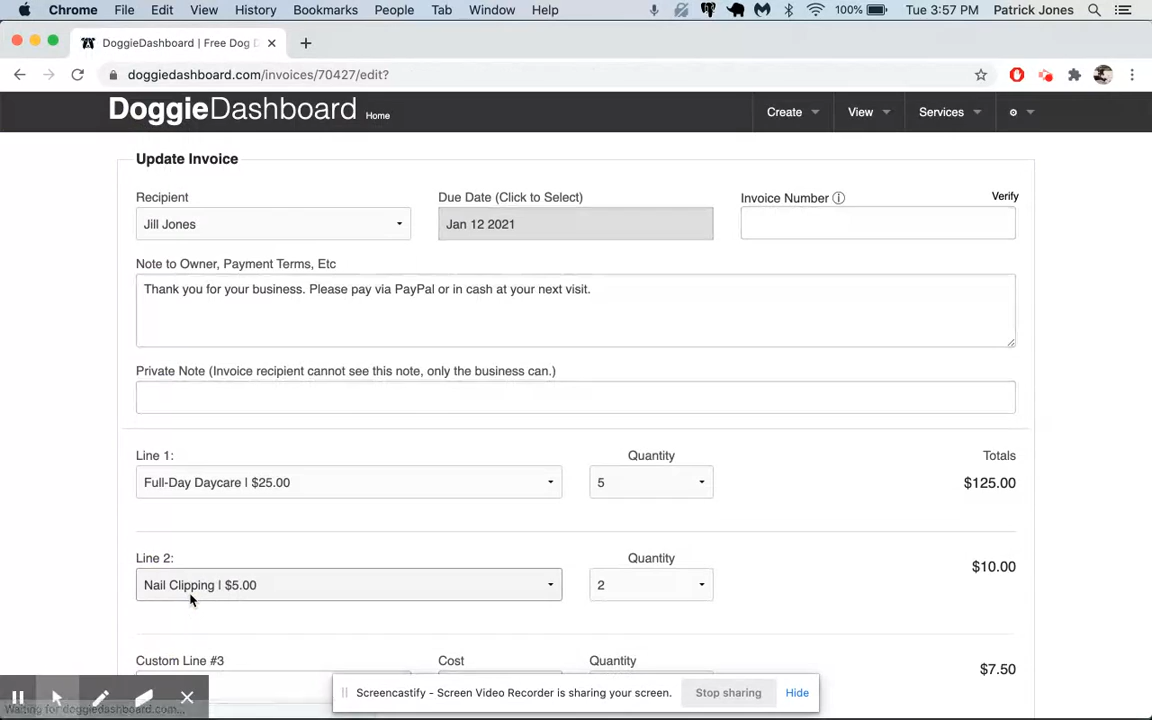 Chrome File Edit View History Bookmarks People Tab Window Help 100% Tue 3:57 PM Patrick Jones
DoggieDashboard | Free Dog D
doggiedashboard.com/invoices/70427/edit?
DoggieDashboard Home Create View Services
Update Invoice
Recipient Due Date (Click to Select) Invoice Number Verify
Jill Jones Jan 12 2021
Note to Owner, Payment Terms, Etc
Thank you for your business. Please pay via PayPal or in cash at your next visit.
Private Note (Invoice recipient cannot see this note, only the business can.)
Line 1: Quantity Totals
Full-Day Daycare | $25.00 5 $125.00
Line 2: Quantity
Nail Clipping | $5.00 2 $10.00
Custom Line #3 Cost Quantity
$7.50
Screencastify - Screen Video Recorder is sharing your screen. Stop sharing Hide
Waiting for doggiedashboard.com...